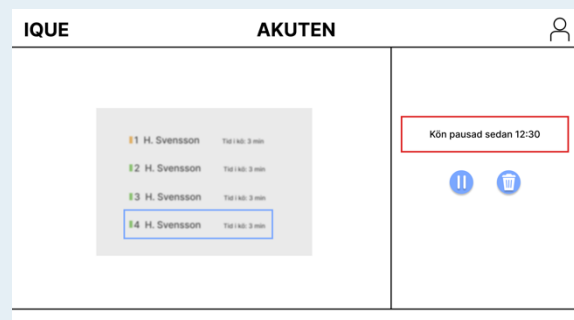 IQUE
AKUTEN
1 H. Svensson Tid i kö: 3 min
2 H. Svensson Tid i kö: 3 min
3 H. Svensson Tid i kö: 3 min
4 H. Svensson Tid i kö: 3 min
Kön pausad sedan 12:30